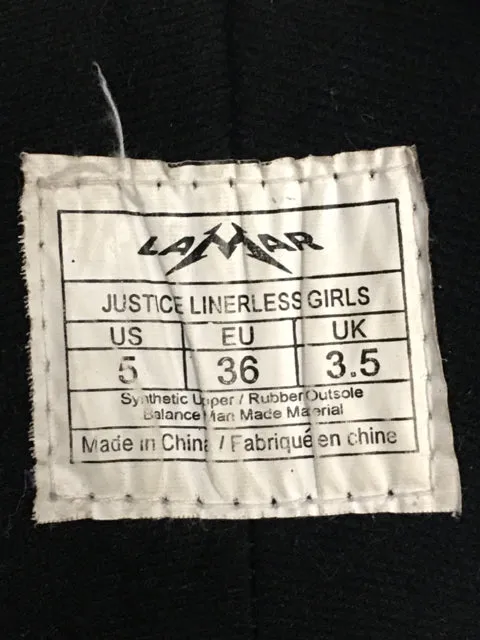 LAMAR
JUSTICE LINERLESS GIRLS
US EU UK
5 36 3.5
Synthetic Upper / Rubber Outsole
Balance Man Made Material
Made in China / Fabriqué en chine